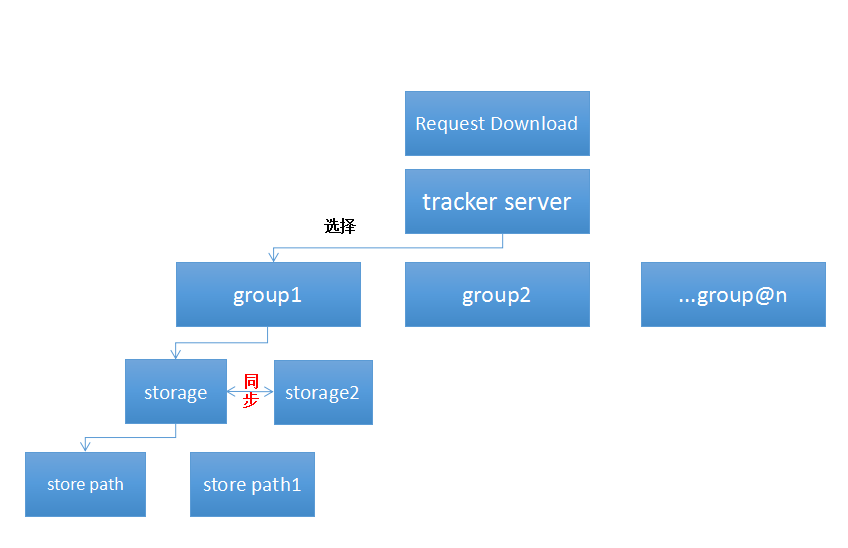 Request Download
tracker server
选择
group1
group2
...group@n
storage
同
步
storage2
store path
store path1